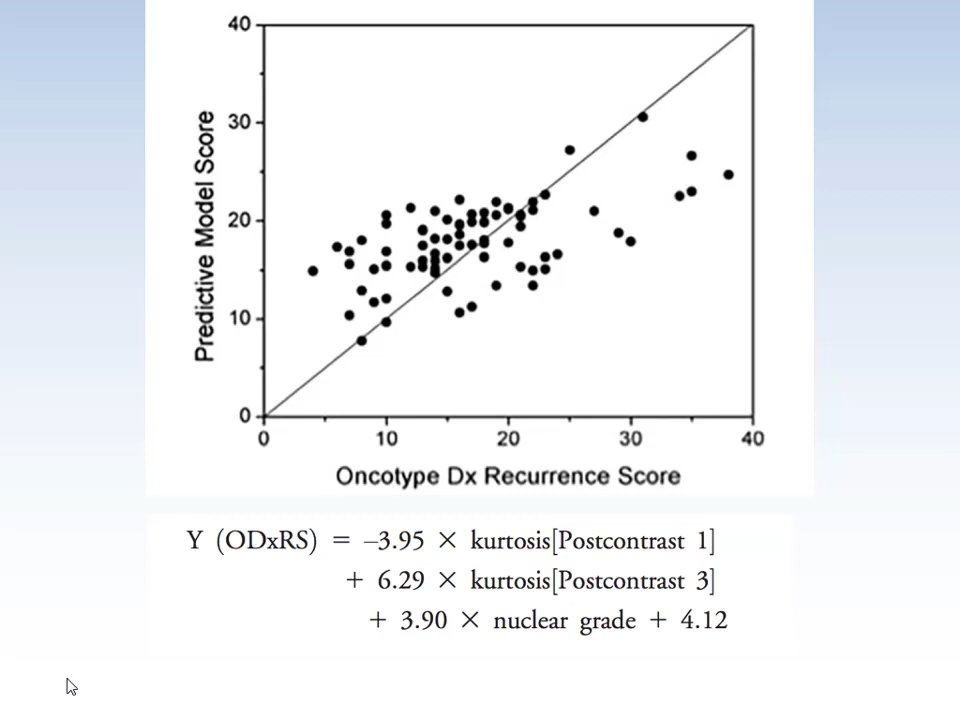 40
30
20
10
0
Predictive Model Score
0 10 20 30 40
Oncotype Dx Recurrence Score
Y (ODxRS) = –3.95 × kurtosis[Postcontrast 1]
+ 6.29 × kurtosis[Postcontrast 3]
+ 3.90 × nuclear grade + 4.12